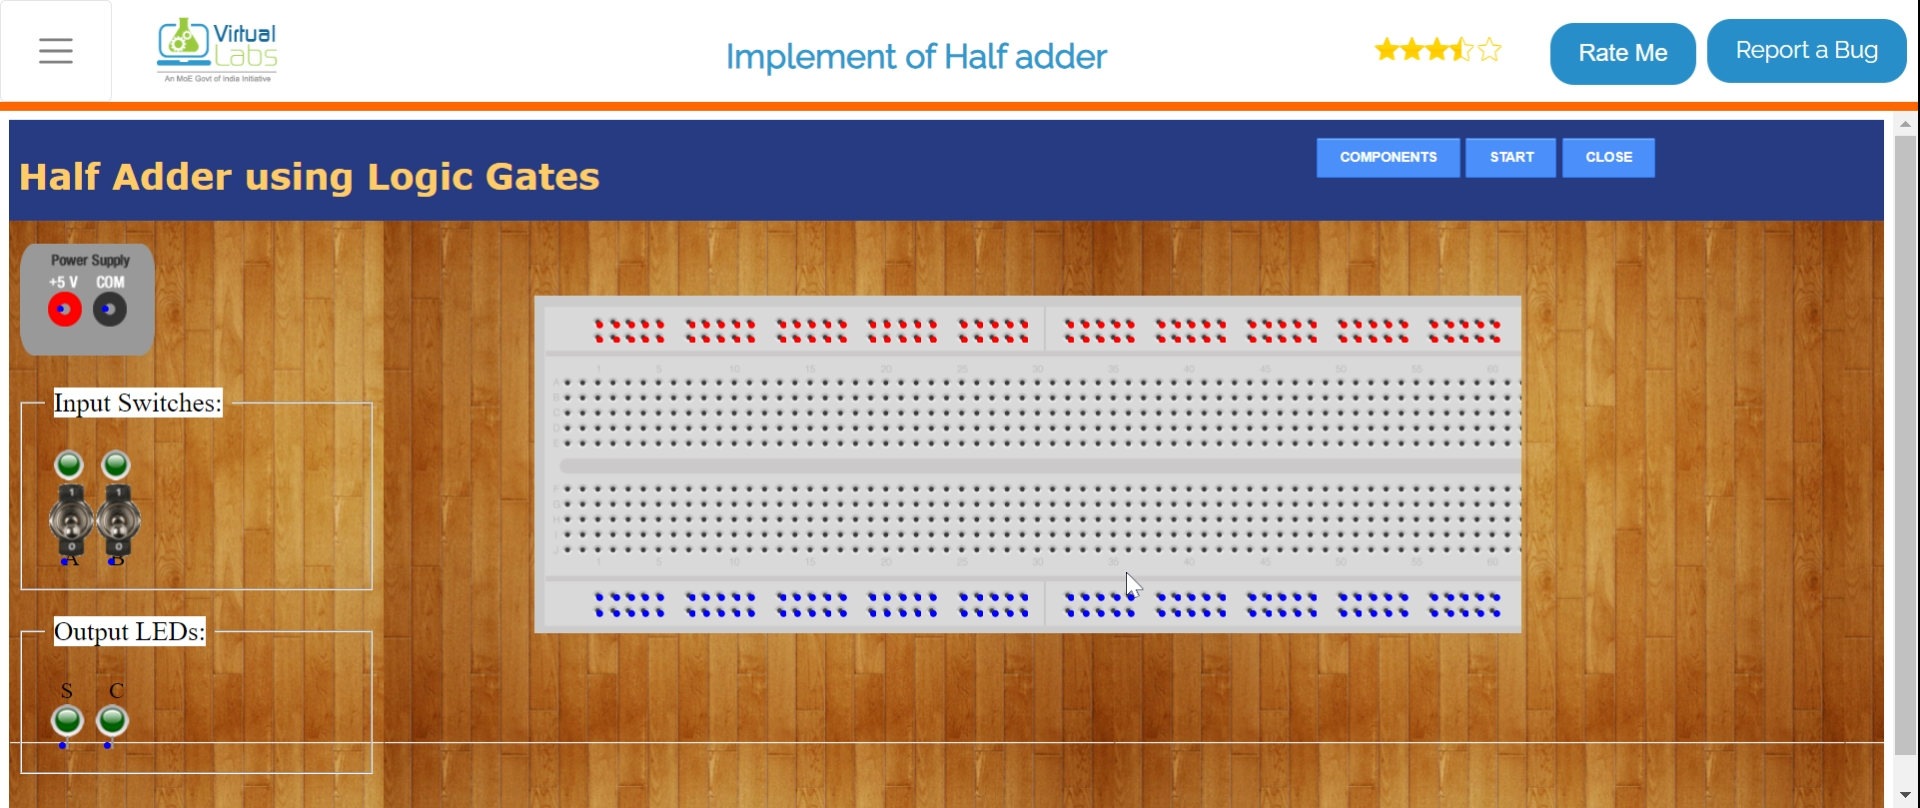 Virtual
Labs
An MoE Govt of India Initiative
Implement of Half adder
Rate Me
Report a Bug
Half Adder using Logic Gates
COMPONENTS
START
CLOSE
Power Supply
+5 V COM
1 5 10 15 20 25 30 35 40 45 50 55 60
A
B
C
D
E
F
G
H
I
J
1 5 10 15 20 25 30 35 40 45 50 55 60
Input Switches:
1 1
0 0
A B
Output LEDs:
S C